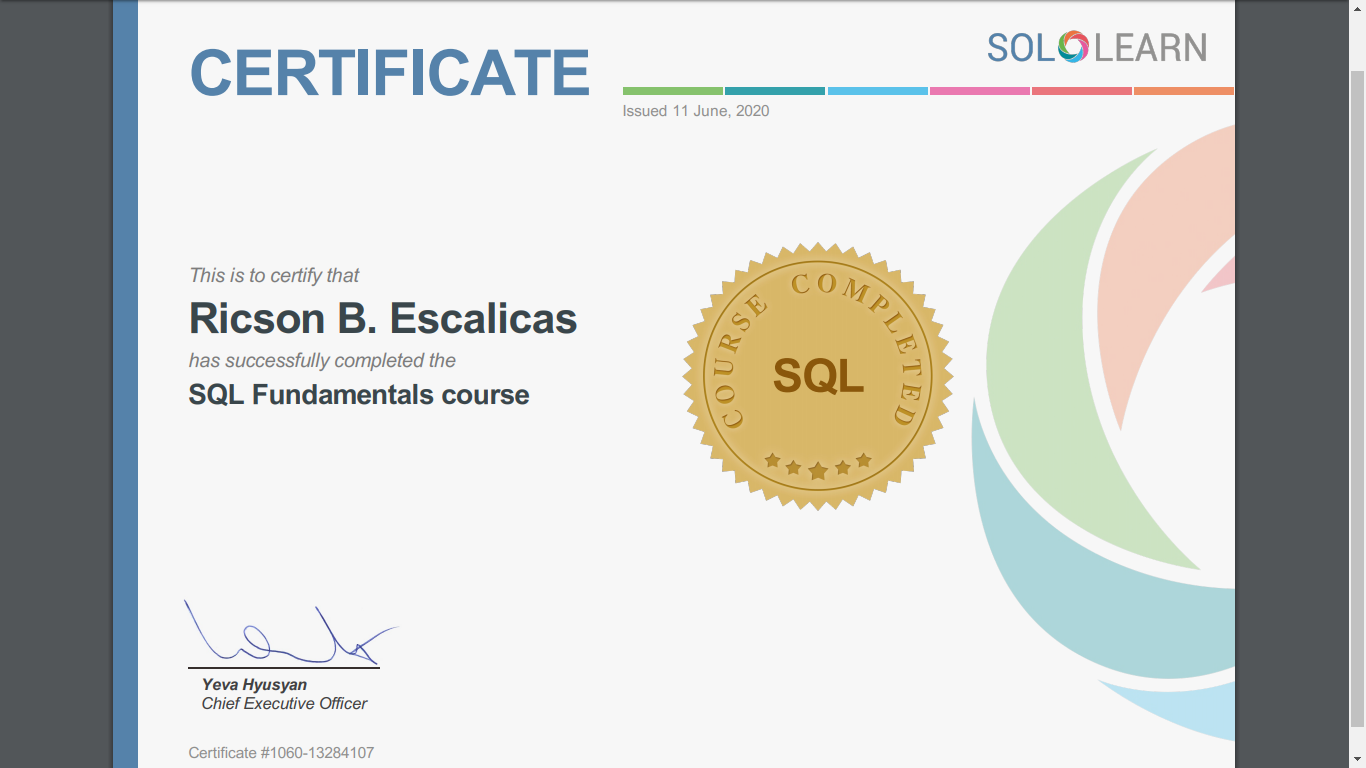 CERTIFICATE
SOLOLEARN
Issued 11 June, 2020
This is to certify that
Ricson B. Escalicas
has successfully completed the
SQL Fundamentals course
COURSE COMPLETED
SQL
Yeva Hyusyan
Chief Executive Officer
Certificate #1060-13284107